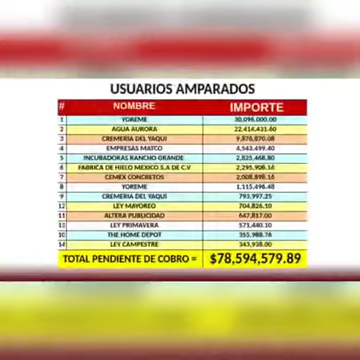 USUARIOS AMPARADOS
# NOMBRE IMPORTE
1 YOREME 30,096,000.00
2 AGUA AURORA 22,414,431.60
3 CREMERIA DEL YAQUI 9,876,870.08
4 EMPRESAS MATCO 4,543,499.40
5 INCUBADORAS RANCHO GRANDE 2,825,468.80
6 FABRICA DE HIELO MEXICO S.A DE C.V 2,295,908.16
7 CEMEX CONCRETOS 2,008,898.16
8 YOREME 1,115,496.48
9 CREMERIA DEL YAQUI 793,997.25
12 LEY MAYOREO 704,826.10
11 ALTERA PUBLICIDAD 647,817.00
13 LEY PRIMAVERA 571,440.10
10 THE HOME DEPOT 355,988.76
14 LEY CAMPESTRE 343,938.00
TOTAL PENDIENTE DE COBRO = $78,594,579.89